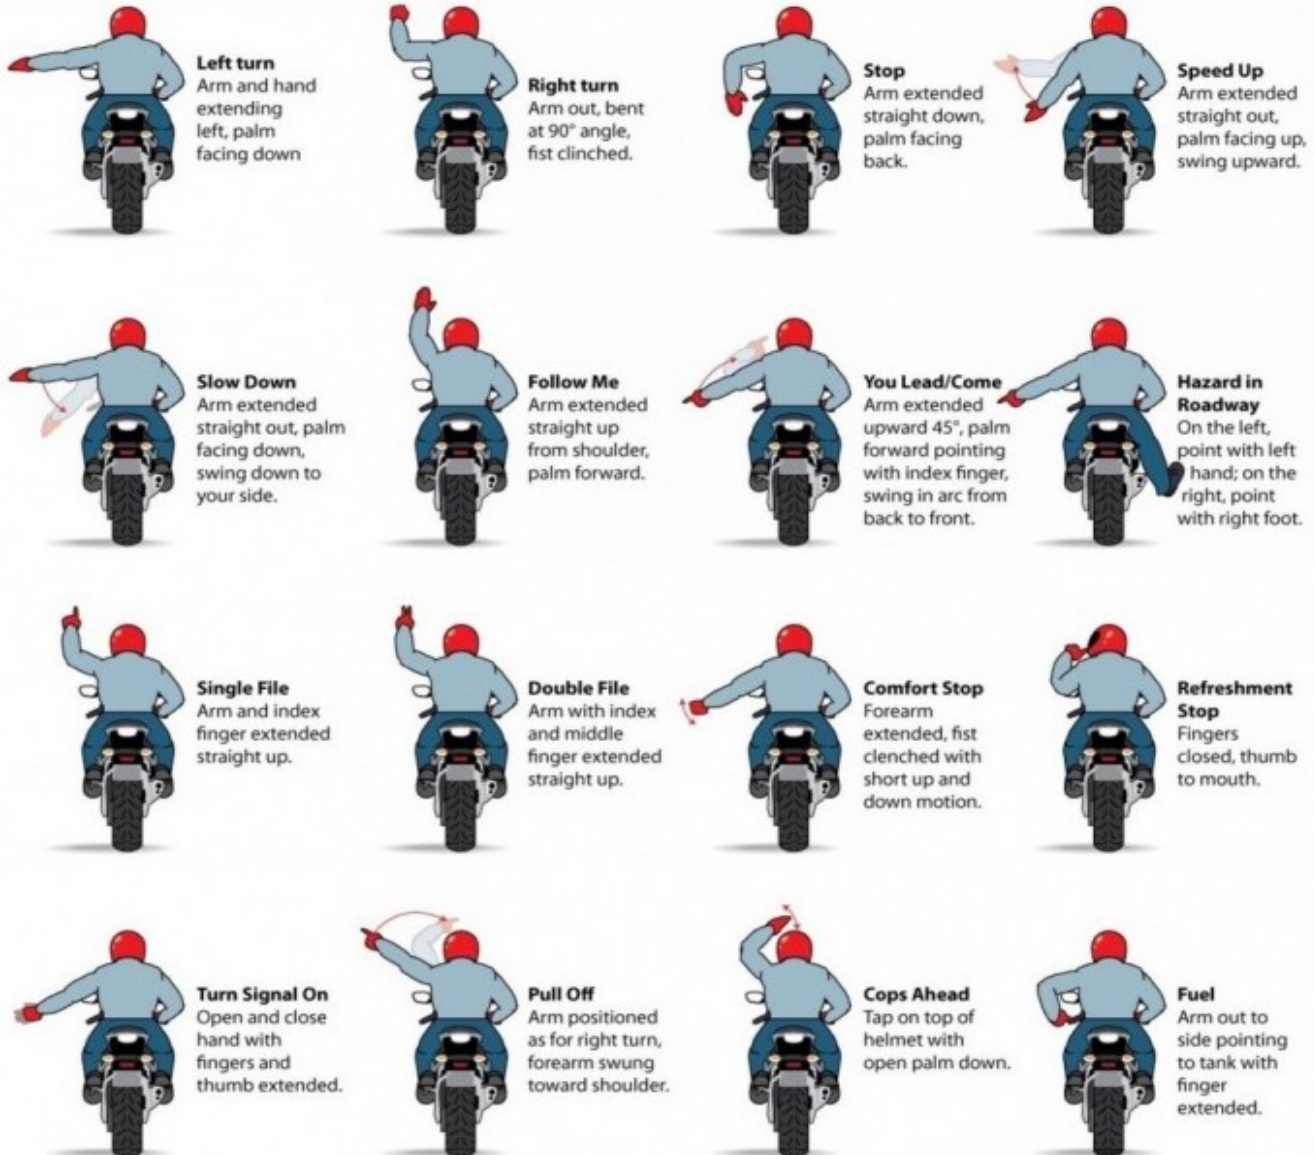 Left turn
Arm and hand
extending
left, palm
facing down
Right turn
Arm out, bent
at 90° angle,
fist clinched.
Stop
Arm extended
straight down,
palm facing
back.
Speed Up
Arm extended
straight out,
palm facing up,
swing upward.
Slow Down
Arm extended
straight out, palm
facing down,
swing down to
your side.
Follow Me
Arm extended
straight up
from shoulder,
palm forward.
You Lead/Come
Arm extended
upward 45°, palm
forward pointing
with index finger,
swing in arc from
back to front.
Hazard in
Roadway
On the left,
point with left
hand; on the
right, point
with right foot.
Single File
Arm and index
finger extended
straight up.
Double File
Arm with index
and middle
finger extended
straight up.
Comfort Stop
Forearm
extended, fist
clenched with
short up and
down motion.
Refreshment
Stop
Fingers
closed, thumb
to mouth.
Turn Signal On
Open and close
hand with
fingers and
thumb extended.
Pull Off
Arm positioned
as for right turn,
forearm swung
toward shoulder.
Cops Ahead
Tap on top of
helmet with
open palm down.
Fuel
Arm out to
side pointing
to tank with
finger
extended.